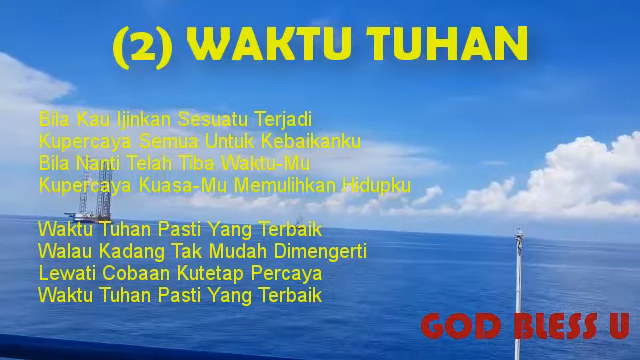 (2) WAKTU TUHAN
Bila Kau Ijinkan Sesuatu Terjadi
Kupercaya Semua Untuk Kebaikanku
Bila Nanti Telah Tiba Waktu-Mu
Kupercaya Kuasa-Mu Memulihkan Hidupku
Waktu Tuhan Pasti Yang Terbaik
Walau Kadang Tak Mudah Dimengerti
Lewati Cobaan Kutetap Percaya
Waktu Tuhan Pasti Yang Terbaik
GOD BLESS U